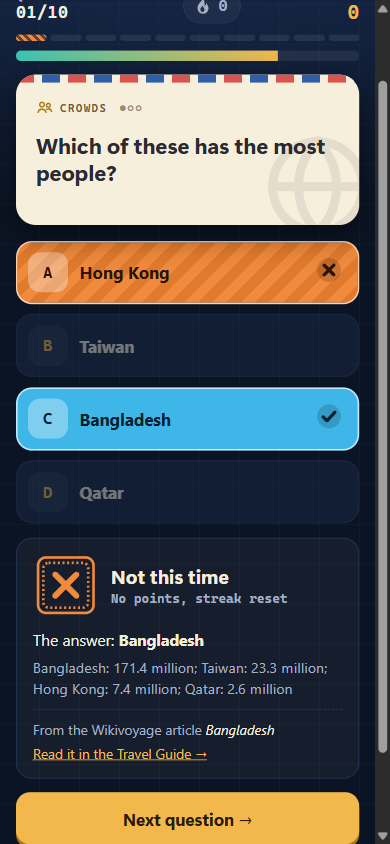 01/10
0
0
CROWDS
Which of these has the most
people?
A
Hong Kong
B
Taiwan
C
Bangladesh
D
Qatar
Not this time
No points, streak reset
The answer: Bangladesh
Bangladesh: 171.4 million; Taiwan: 23.3 million;
Hong Kong: 7.4 million; Qatar: 2.6 million
From the Wikivoyage article Bangladesh
Read it in the Travel Guide →
Next question →